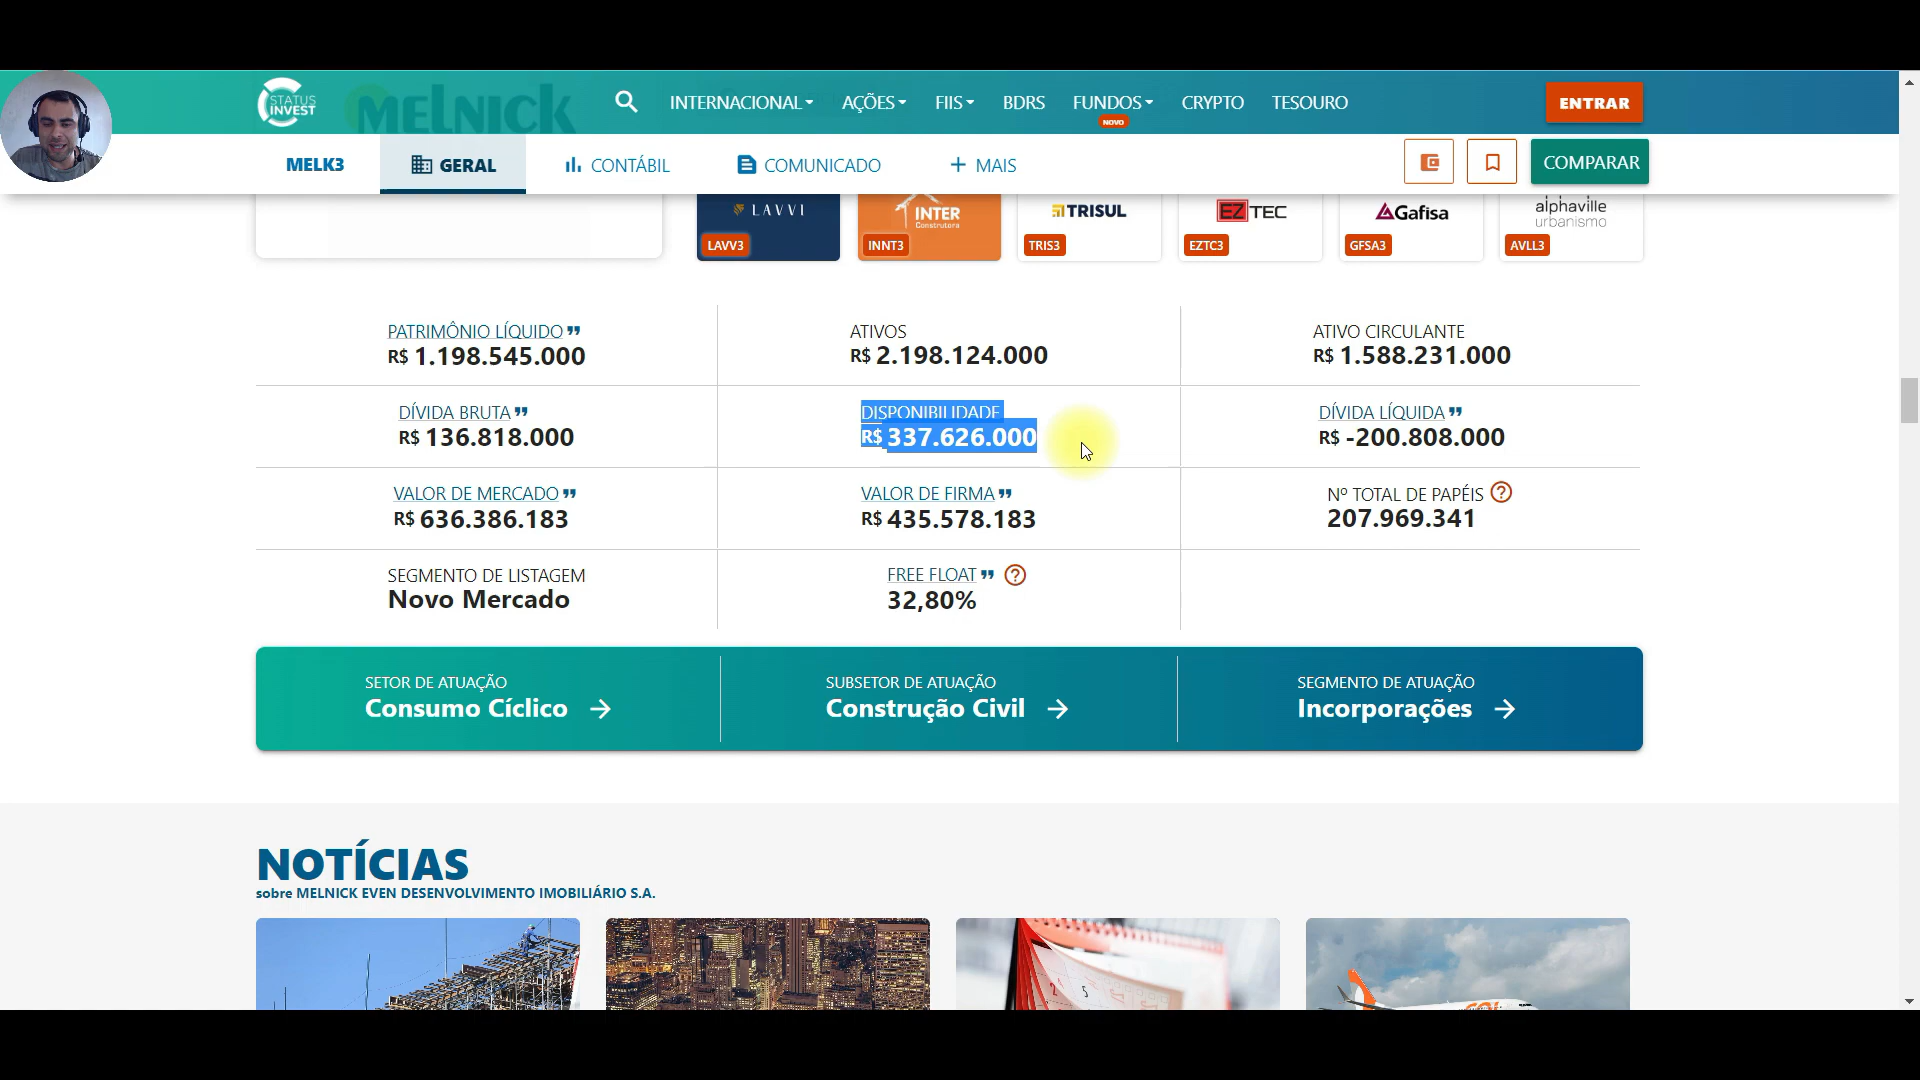 STATUS
INVEST
MELNICK
INTERNACIONAL
AÇÕES
FIIS
BDRS
FUNDOS
NOVO
CRYPTO
TESOURO
ENTRAR
MELK3
GERAL
CONTÁBIL
COMUNICADO
+ MAIS
COMPARAR
LAVVI
LAVV3
INTER
Construtora
INNT3
TRISUL
TRIS3
EZTEC
EZTC3
Gafisa
GFSA3
alphaville
urbanismo
AVLL3
PATRIMÔNIO LÍQUIDO
R$ 1.198.545.000
ATIVOS
R$ 2.198.124.000
ATIVO CIRCULANTE
R$ 1.588.231.000
DÍVIDA BRUTA
R$ 136.818.000
DISPONIBILIDADE
R$ 337.626.000
DÍVIDA LÍQUIDA
R$ -200.808.000
VALOR DE MERCADO
R$ 636.386.183
VALOR DE FIRMA
R$ 435.578.183
Nº TOTAL DE PAPÉIS
207.969.341
SEGMENTO DE LISTAGEM
Novo Mercado
FREE FLOAT
32,80%
SETOR DE ATUAÇÃO
Consumo Cíclico
SUBSETOR DE ATUAÇÃO
Construção Civil
SEGMENTO DE ATUAÇÃO
Incorporações
NOTÍCIAS
sobre MELNICK EVEN DESENVOLVIMENTO IMOBILIÁRIO S.A.
5
GOL